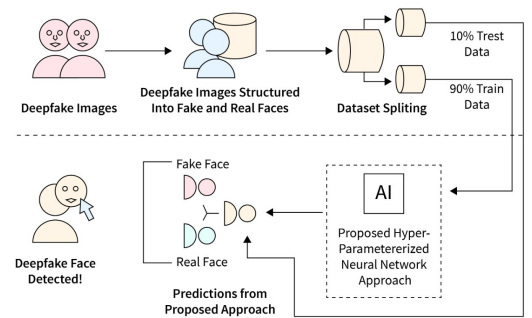 10% Trest
Data
90% Train
Data
Deepfake Images
Deepfake Images Structured
Into Fake and Real Faces
Dataset Spliting
Fake Face
Real Face
AI
Proposed Hyper-
Parametererized
Neural Network
Approach
Deepfake Face
Detected!
Predictions from
Proposed Approach